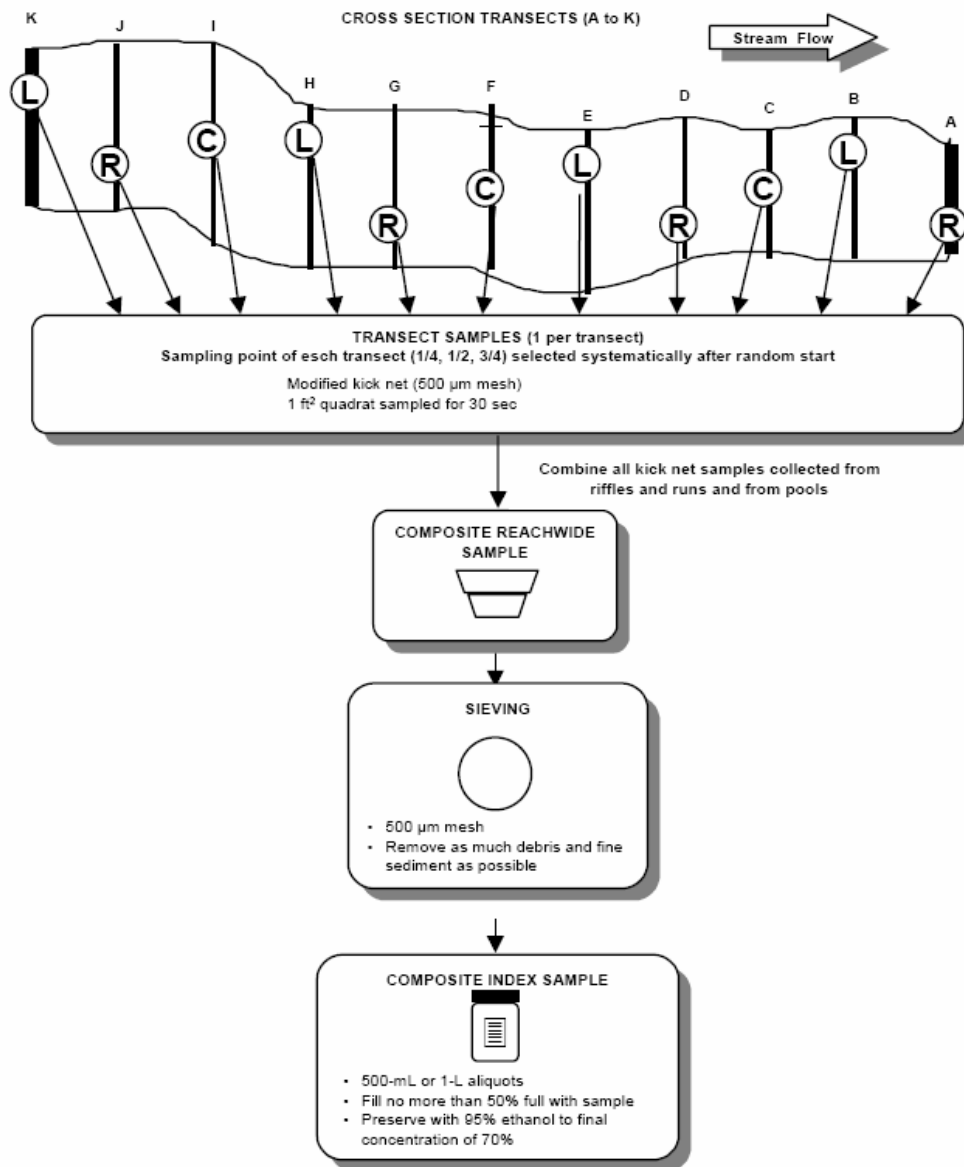 CROSS SECTION TRANSECTS (A to K)
Stream Flow
K
J
I
H
G
F
E
D
C
B
A
L
R
C
L
R
C
L
R
C
L
R
TRANSECT SAMPLES (1 per transect)
Sampling point of esch transect (1/4, 1/2, 3/4) selected systematically after random start
Modified kick net (500 µm mesh)
1 ft² quadrat sampled for 30 sec
Combine all kick net samples collected from
riffles and runs and from pools
COMPOSITE REACHWIDE
SAMPLE
SIEVING
• 500 µm mesh
• Remove as much debris and fine
sediment as possible
COMPOSITE INDEX SAMPLE
• 500-mL or 1-L aliquots
• Fill no more than 50% full with sample
• Preserve with 95% ethanol to final
concentration of 70%